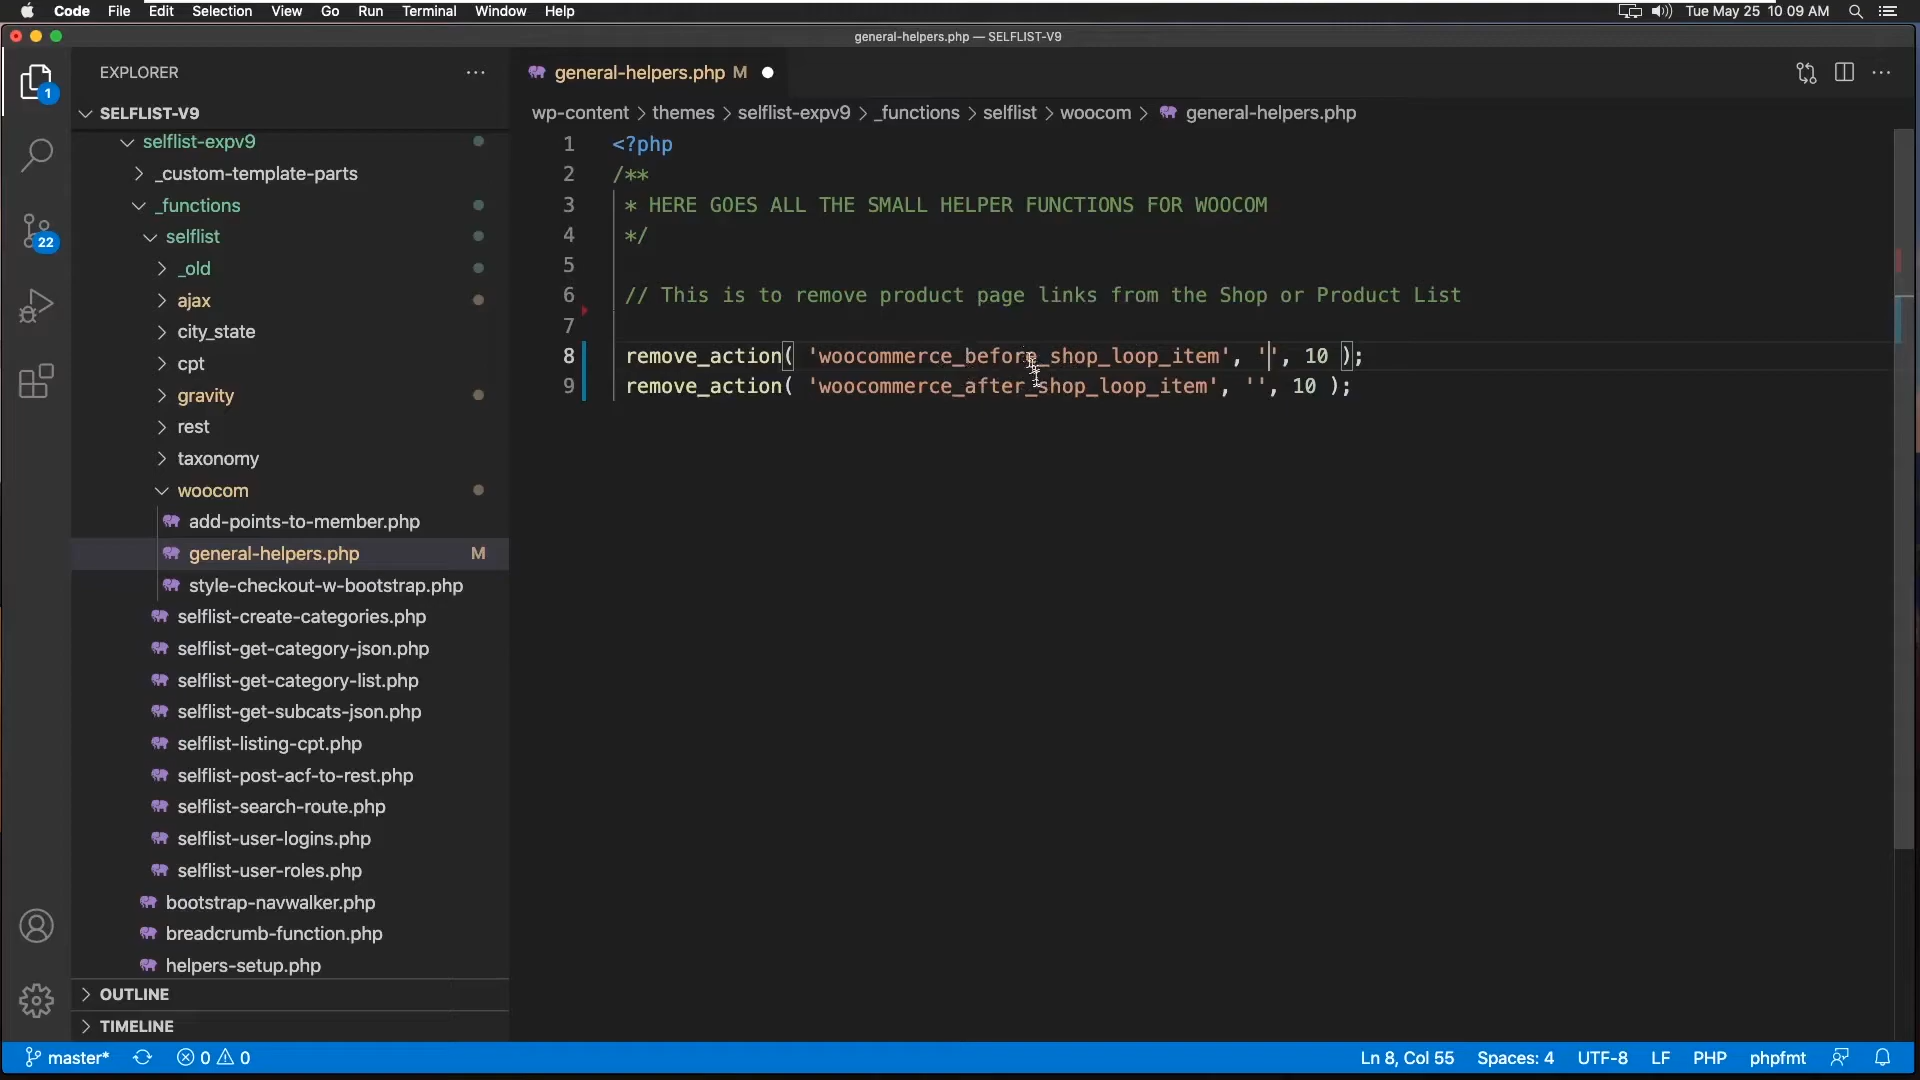 Code File Edit Selection View Go Run Terminal Window Help Tue May 25 10 09 AM
general-helpers.php — SELFLIST-V9
EXPLORER
general-helpers.php M
1
SELFLIST-V9
wp-content > themes > selflist-expv9 > _functions > selflist > woocom > general-helpers.php
selflist-expv9
_custom-template-parts
_functions
selflist
22
_old
ajax
city_state
cpt
gravity
rest
taxonomy
woocom
add-points-to-member.php
general-helpers.php M
style-checkout-w-bootstrap.php
selflist-create-categories.php
selflist-get-category-json.php
selflist-get-category-list.php
selflist-get-subcats-json.php
selflist-listing-cpt.php
selflist-post-acf-to-rest.php
selflist-search-route.php
selflist-user-logins.php
selflist-user-roles.php
bootstrap-navwalker.php
breadcrumb-function.php
helpers-setup.php
OUTLINE
TIMELINE
1 <?php
2 /**
3 * HERE GOES ALL THE SMALL HELPER FUNCTIONS FOR WOOCOM
4 */
5
6 // This is to remove product page links from the Shop or Product List
7
8 remove_action( 'woocommerce_before_shop_loop_item', '', 10 );
9 remove_action( 'woocommerce_after_shop_loop_item', '', 10 );
master* 0 0 Ln 8, Col 55 Spaces: 4 UTF-8 LF PHP phpfmt